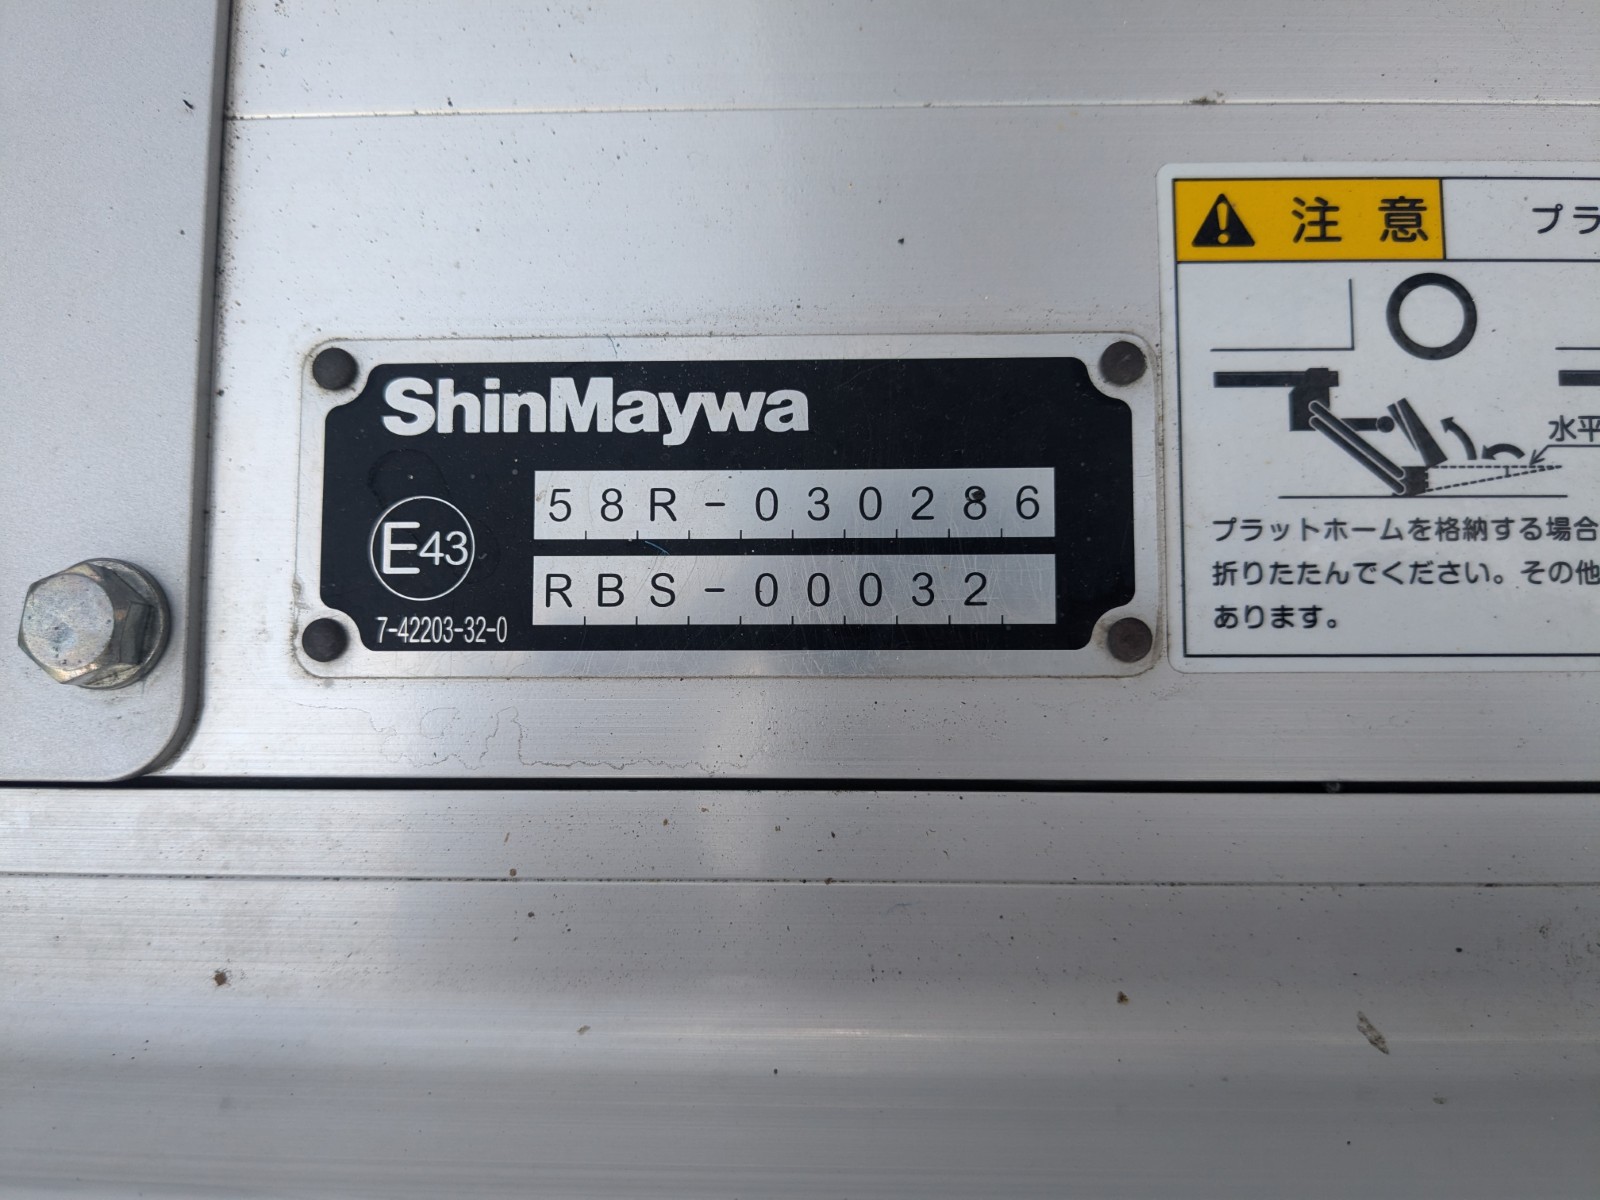 ShinMaywa
58R-030286
E43
RBS-00032
7-42203-32-0
注意
プラ
水平
プラットホームを格納する場合
折りたたんでください。その他
あります。